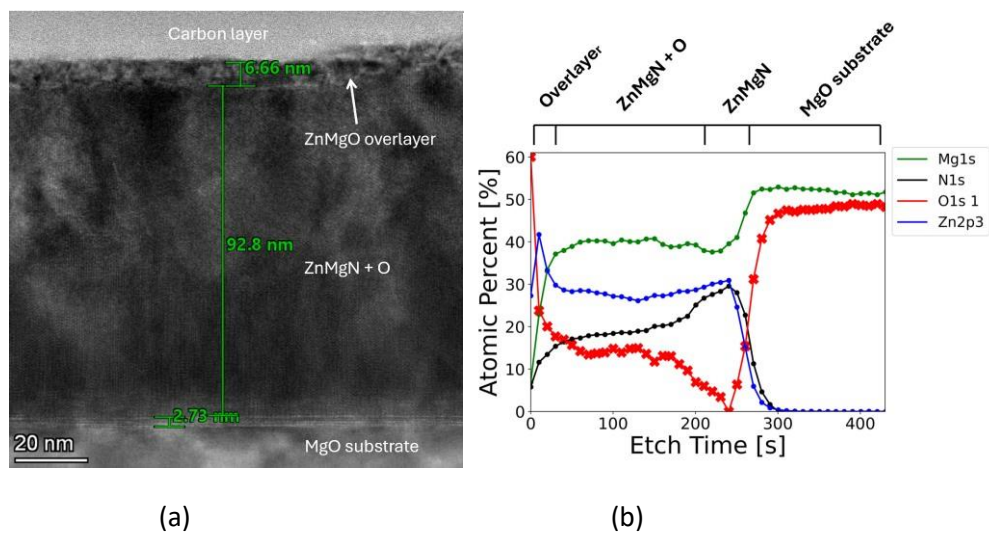 Carbon layer
6.66 nm
ZnMgO overlayer
92.8 nm
ZnMgN + O
2.73 nm
20 nm
MgO substrate
(a)
Overlayer
ZnMgN + O
ZnMgN
MgO substrate
Atomic Percent [%]
60
50
40
30
20
10
0
0
100
200
300
400
Etch Time [s]
Mg1s
N1s
O1s 1
Zn2p3
(b)